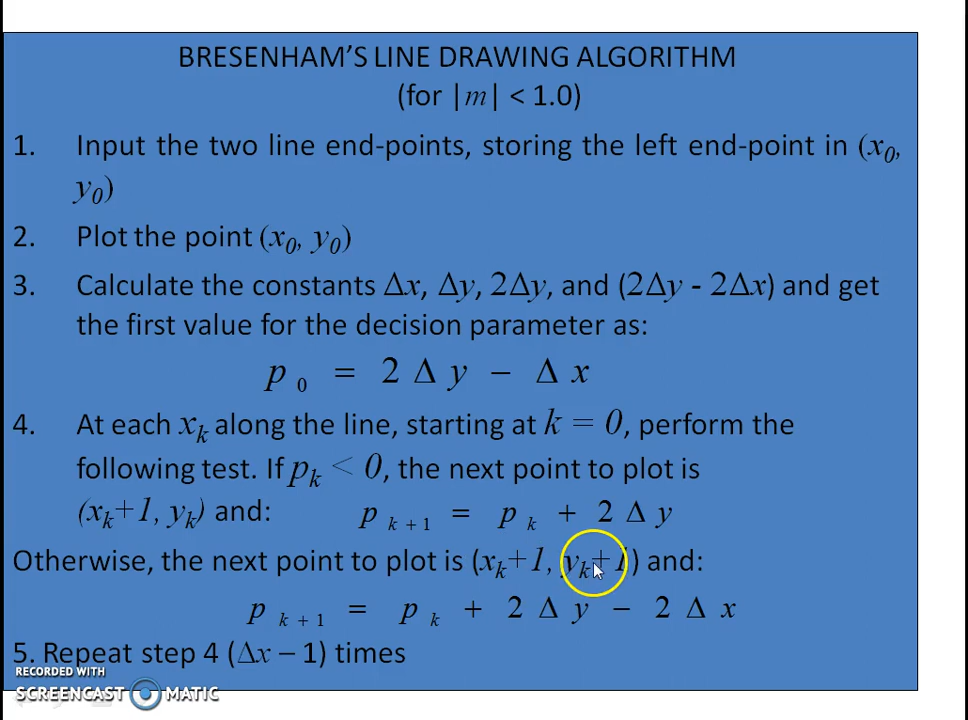 BRESENHAM’S LINE DRAWING ALGORITHM
(for |m| < 1.0)
1. Input the two line end-points, storing the left end-point in (x₀,
y₀)
2. Plot the point (x₀, y₀)
3. Calculate the constants Δx, Δy, 2Δy, and (2Δy - 2Δx) and get
the first value for the decision parameter as:
p₀ = 2Δy − Δx
4. At each xₖ along the line, starting at k = 0, perform the
following test. If pₖ < 0, the next point to plot is
(xₖ+1, yₖ) and: pₖ₊₁ = pₖ + 2Δy
Otherwise, the next point to plot is (xₖ+1, yₖ+1) and:
pₖ₊₁ = pₖ + 2Δy − 2Δx
5. Repeat step 4 (Δx – 1) times
RECORDED WITH
SCREENCAST MATIC